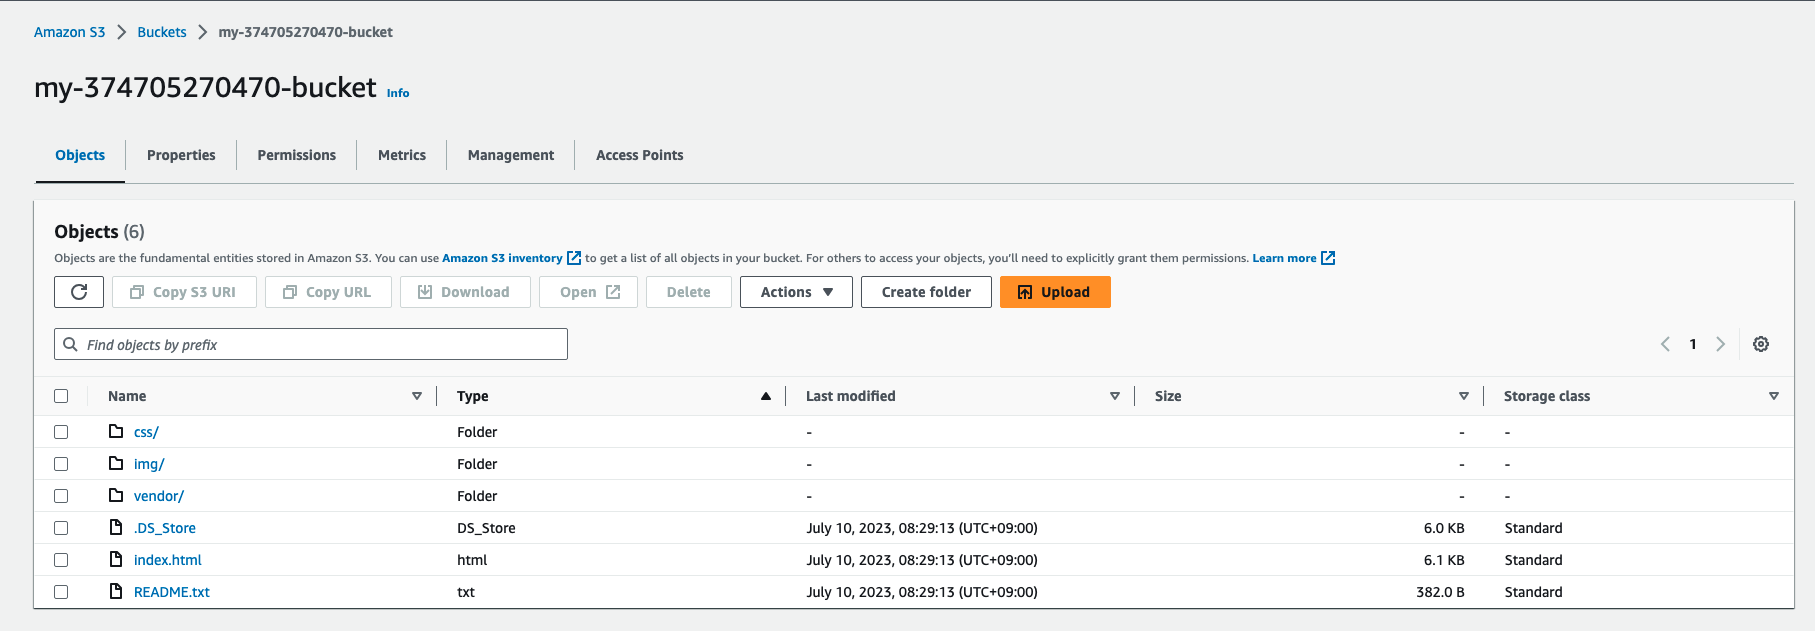 Amazon S3 > Buckets > my-374705270470-bucket
my-374705270470-bucket Info
Objects Properties Permissions Metrics Management Access Points
Objects (6)
Objects are the fundamental entities stored in Amazon S3. You can use Amazon S3 inventory to get a list of all objects in your bucket. For others to access your objects, you'll need to explicitly grant them permissions. Learn more
Copy S3 URI Copy URL Download Open Delete Actions Create folder Upload
Find objects by prefix 1
Name Type Last modified Size Storage class
css/ Folder - - -
img/ Folder - - -
vendor/ Folder - - -
.DS_Store DS_Store July 10, 2023, 08:29:13 (UTC+09:00) 6.0 KB Standard
index.html html July 10, 2023, 08:29:13 (UTC+09:00) 6.1 KB Standard
README.txt txt July 10, 2023, 08:29:13 (UTC+09:00) 382.0 B Standard